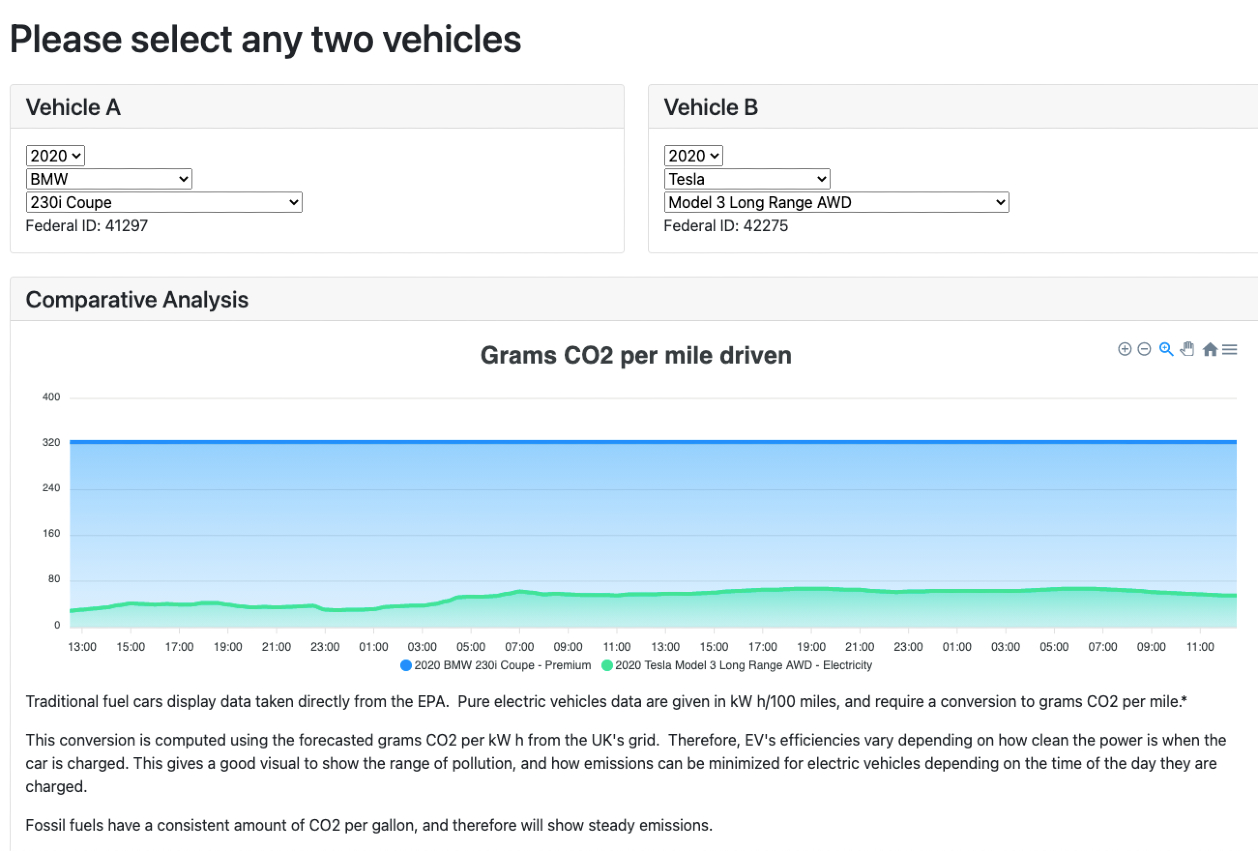 Please select any two vehicles
Vehicle A
2020
BMW
230i Coupe
Federal ID: 41297
Vehicle B
2020
Tesla
Model 3 Long Range AWD
Federal ID: 42275
Comparative Analysis
Grams CO2 per mile driven
400
320
240
160
80
0
13:00 15:00 17:00 19:00 21:00 23:00 01:00 03:00 05:00 07:00 09:00 11:00 13:00 15:00 17:00 19:00 21:00 23:00 01:00 03:00 05:00 07:00 09:00 11:00
2020 BMW 230i Coupe - Premium 2020 Tesla Model 3 Long Range AWD - Electricity
Traditional fuel cars display data taken directly from the EPA.  Pure electric vehicles data are given in kW h/100 miles, and require a conversion to grams CO2 per mile.*
This conversion is computed using the forecasted grams CO2 per kW h from the UK's grid.  Therefore, EV's efficiencies vary depending on how clean the power is when the
car is charged. This gives a good visual to show the range of pollution, and how emissions can be minimized for electric vehicles depending on the time of the day they are
charged.
Fossil fuels have a consistent amount of CO2 per gallon, and therefore will show steady emissions.